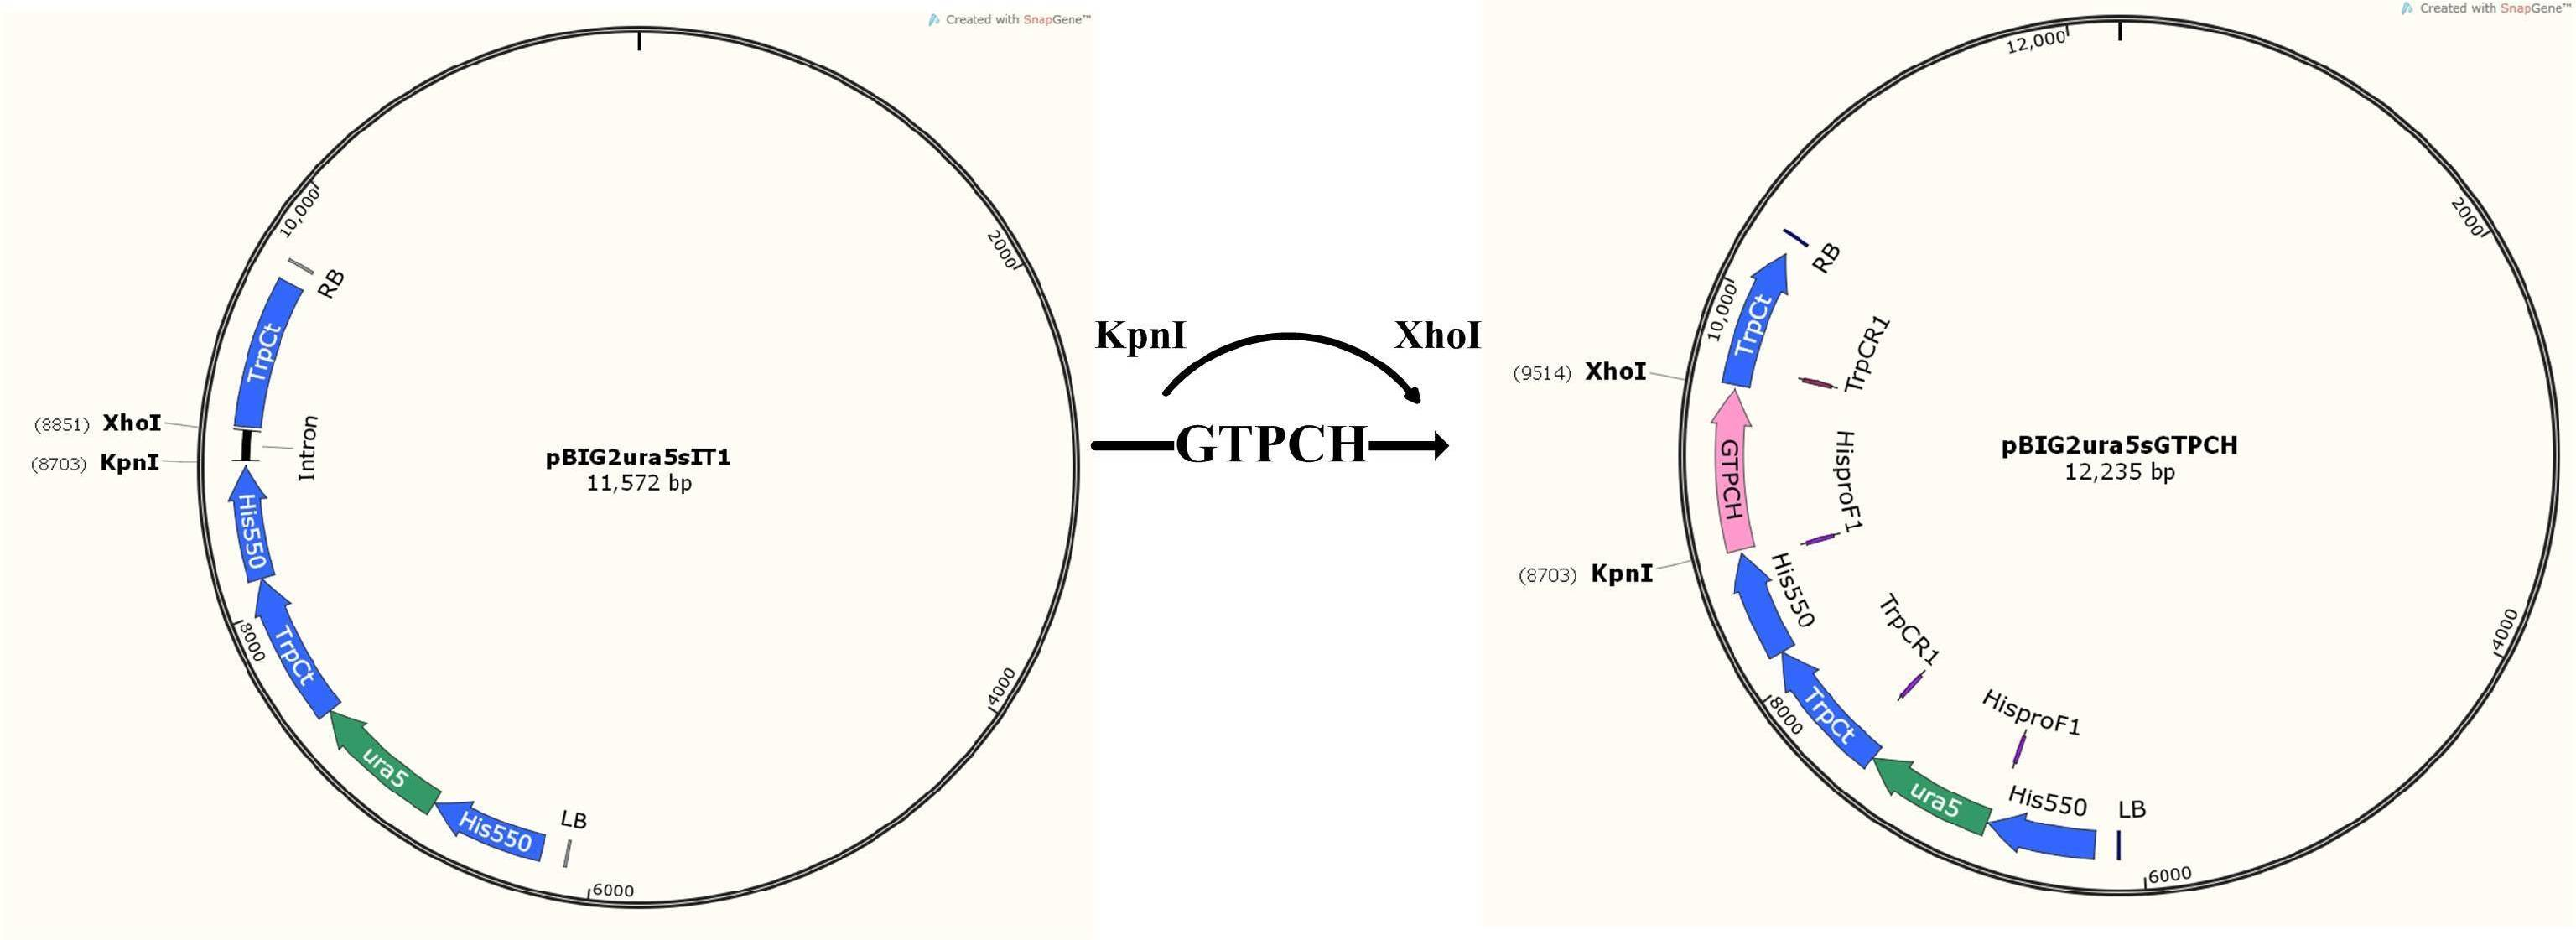 Created with SnapGene™
10,000
2000
RB
TrpCt
(8851) XhoI
Intron
(8703) KpnI
pBIG2ura5sIT1
11,572 bp
His550
8000
TrpCt
4000
ura5
LB
His550
6000
KpnI
XhoI
GTPCH
Created with SnapGene™
12,000
2000
RB
10,000
TrpCt
TrpCR1
(9514) XhoI
GTPCH
HisproF1
pBIG2ura5sGTPCH
12,235 bp
(8703) KpnI
His550
TrpCR1
4000
8000
TrpCt
HisproF1
ura5
His550
LB
6000